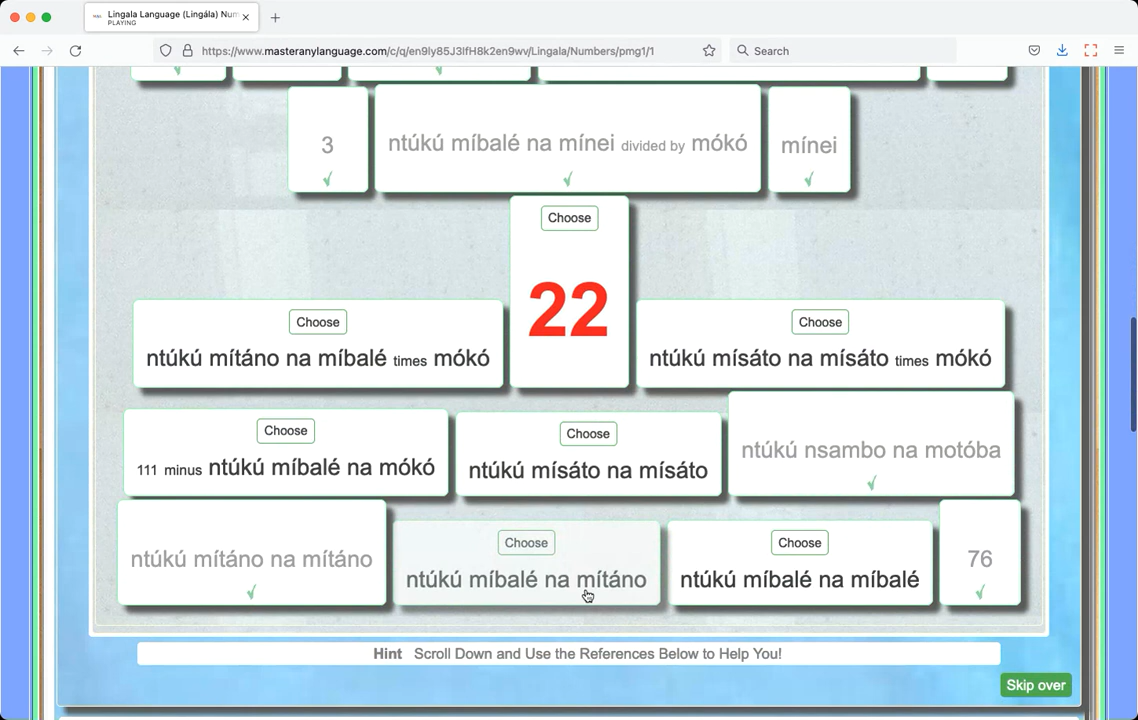 Lingala Language (Lingála) Num
PLAYING
https://www.masteranylanguage.com/c/q/en9ly85J3lfH8k2en9wv/Lingala/Numbers/pmg1/1
Search
3
ntúkú míbalé na mínei divided by mókó
mínei
Choose
22
Choose
ntúkú mítáno na míbalé times mókó
Choose
ntúkú mísáto na mísáto times mókó
Choose
111 minus ntúkú míbalé na mókó
Choose
ntúkú mísáto na mísáto
ntúkú nsambo na motóba
ntúkú mítáno na mítáno
Choose
ntúkú míbalé na mítáno
Choose
ntúkú míbalé na míbalé
76
Hint Scroll Down and Use the References Below to Help You!
Skip over